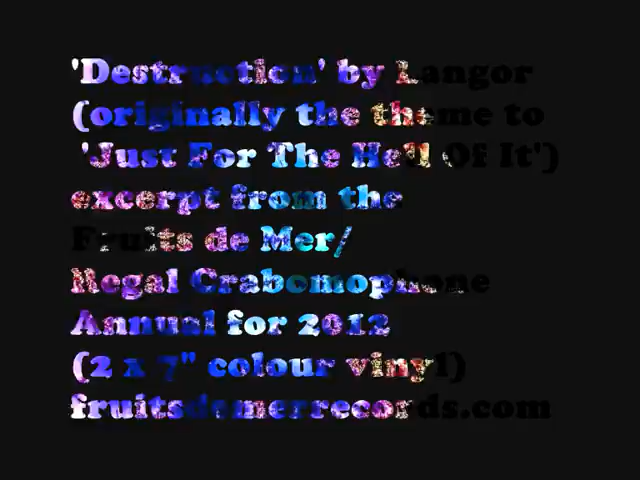 'Destruction' by Langor
(originally the theme to
'Just For The Hell Of It')
excerpt from the
Fruits de Mer/
Regal Crabomophone
Annual for 2012
(2 x 7" colour vinyl)
fruitsdemerrecords.com